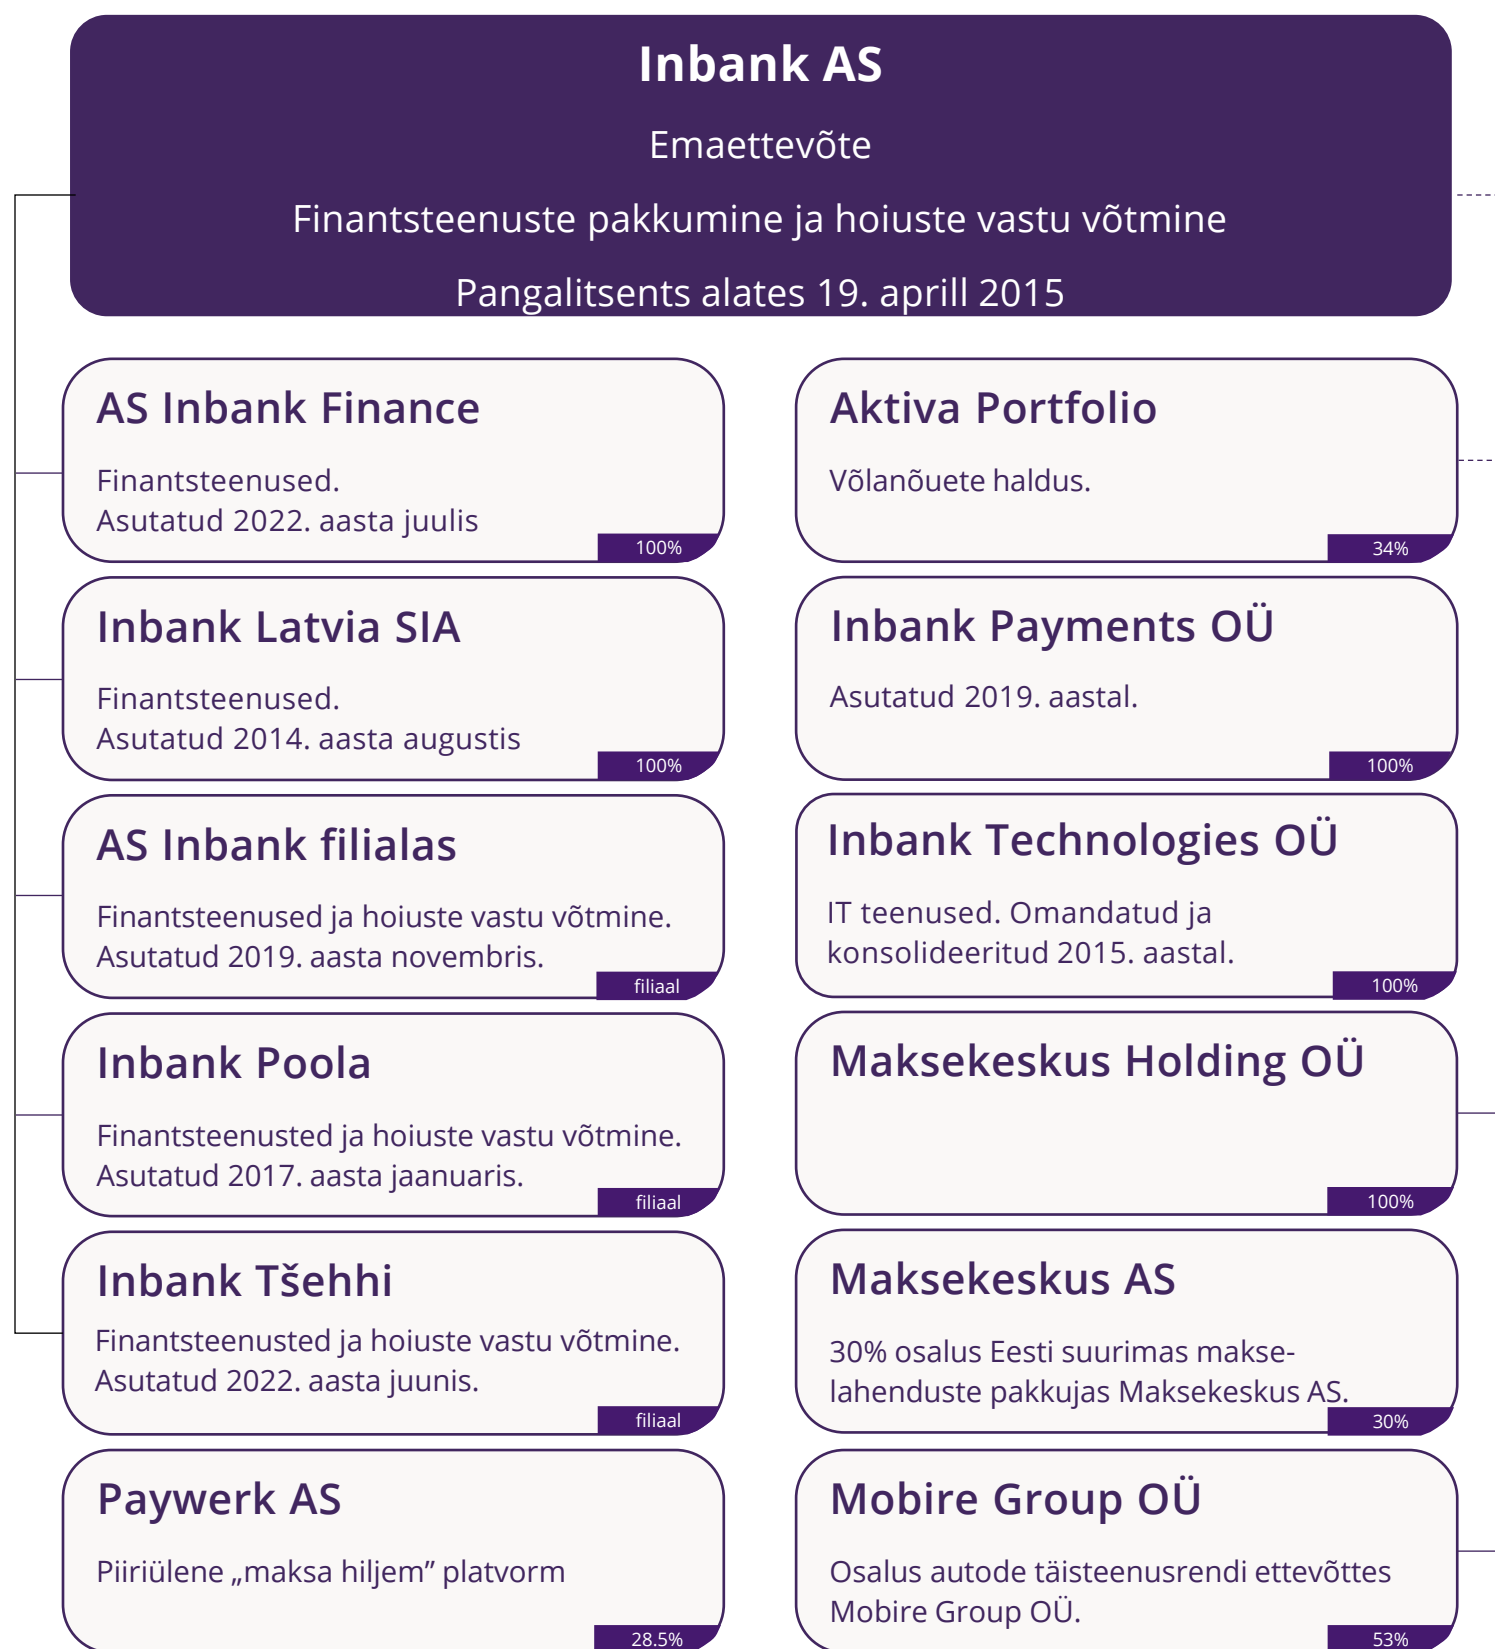 Inbank AS
Emaettevõte
Finantsteenuste pakkumine ja hoiuste vastu võtmine
Pangalitsents alates 19. aprill 2015
AS Inbank Finance
Finantsteenused.
Asutatud 2022. aasta juulis
100%
Inbank Latvia SIA
Finantsteenused.
Asutatud 2014. aasta augustis
100%
AS Inbank filialas
Finantsteenused ja hoiuste vastu võtmine.
Asutatud 2019. aasta novembris.
filiaal
Inbank Poola
Finantsteenusted ja hoiuste vastu võtmine.
Asutatud 2017. aasta jaanuaris.
filiaal
Inbank Tšehhi
Finantsteenusted ja hoiuste vastu võtmine.
Asutatud 2022. aasta juunis.
filiaal
Paywerk AS
Piiriülene „maksa hiljem” platvorm
28.5%
Aktiva Portfolio
Võlanõuete haldus.
34%
Inbank Payments OÜ
Asutatud 2019. aastal.
100%
Inbank Technologies OÜ
IT teenused. Omandatud ja
konsolideeritud 2015. aastal.
100%
Maksekeskus Holding OÜ
100%
Maksekeskus AS
30% osalus Eesti suurimas makse-
lahenduste pakkujas Maksekeskus AS.
30%
Mobire Group OÜ
Osalus autode täisteenusrendi ettevõttes
Mobire Group OÜ.
53%